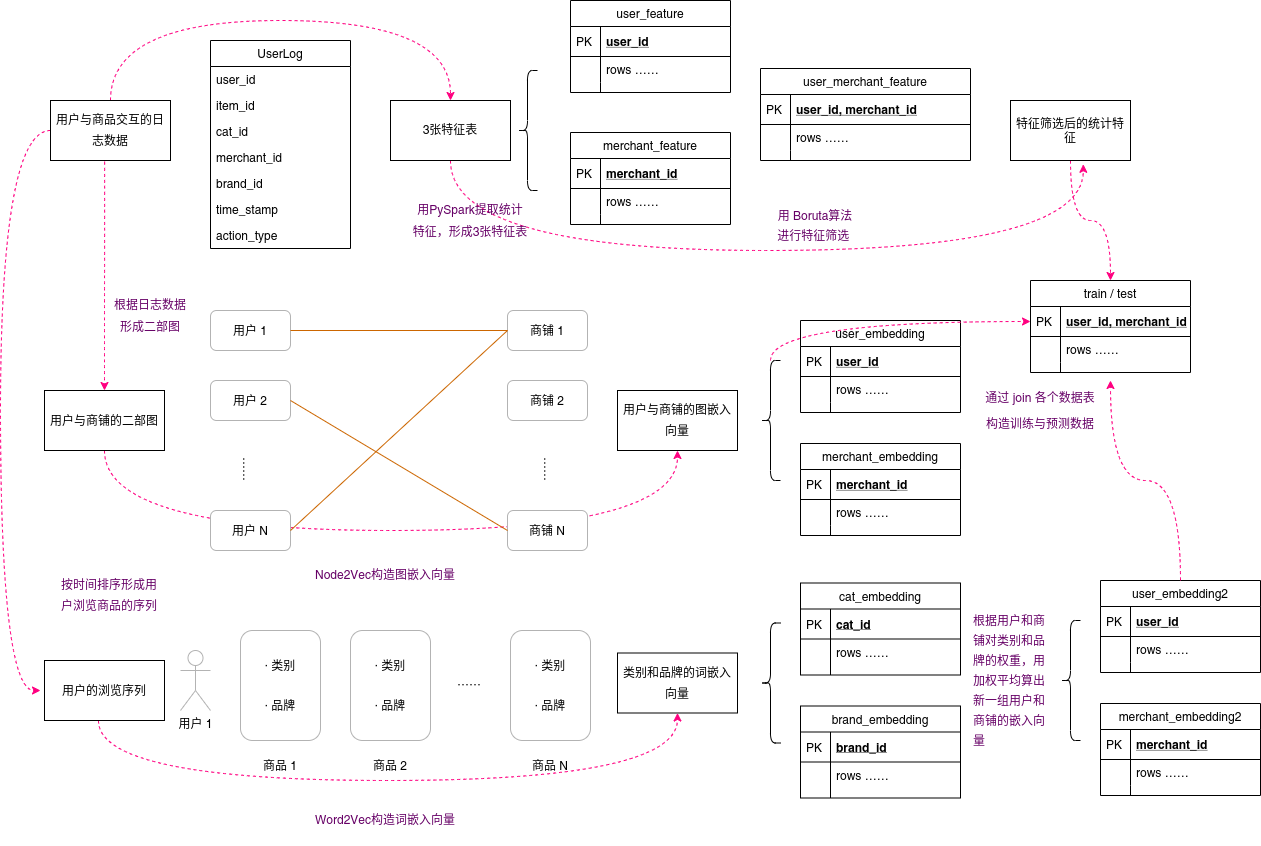 user_feature
PK
user_id
rows ……
UserLog
user_id
item_id
cat_id
merchant_id
brand_id
time_stamp
action_type
用户与商品交互的日
志数据
3张特征表
merchant_feature
PK
merchant_id
rows ……
user_merchant_feature
PK
user_id, merchant_id
rows ……
特征筛选后的统计特
征
用PySpark提取统计
特征，形成3张特征表
用 Boruta算法
进行特征筛选
根据日志数据
形成二部图
train / test
PK
user_id, merchant_id
rows ……
用户 1
商铺 1
用户 2
商铺 2
用户 N
商铺 N
用户与商铺的二部图
用户与商铺的图嵌入
向量
user_embedding
PK
user_id
rows ……
通过 join 各个数据表
构造训练与预测数据
merchant_embedding
PK
merchant_id
rows ……
Node2Vec构造图嵌入向量
按时间排序形成用
户浏览商品的序列
用户的浏览序列
用户 1
· 类别
· 品牌
商品 1
· 类别
· 品牌
商品 2
······
· 类别
· 品牌
商品 N
类别和品牌的词嵌入
向量
cat_embedding
PK
cat_id
rows ……
brand_embedding
PK
brand_id
rows ……
根据用户和商
铺对类别和品
牌的权重，用
加权平均算出
新一组用户和
商铺的嵌入向
量
user_embedding2
PK
user_id
rows ……
merchant_embedding2
PK
merchant_id
rows ……
Word2Vec构造词嵌入向量